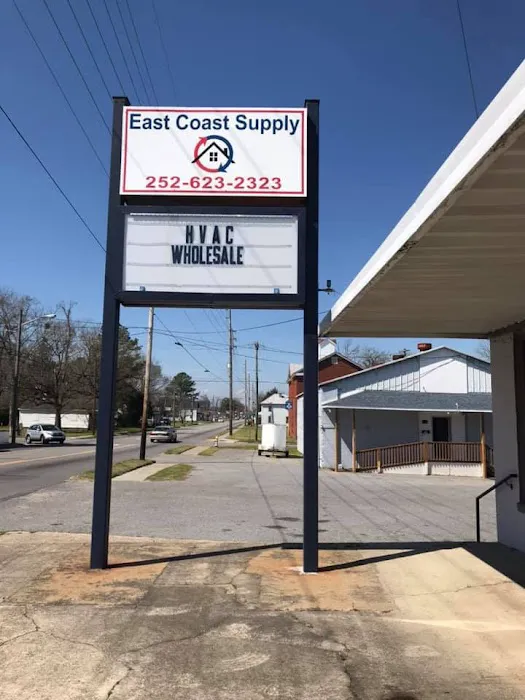 East Coast Supply
252-623-2323
HVAC
WHOLESALE